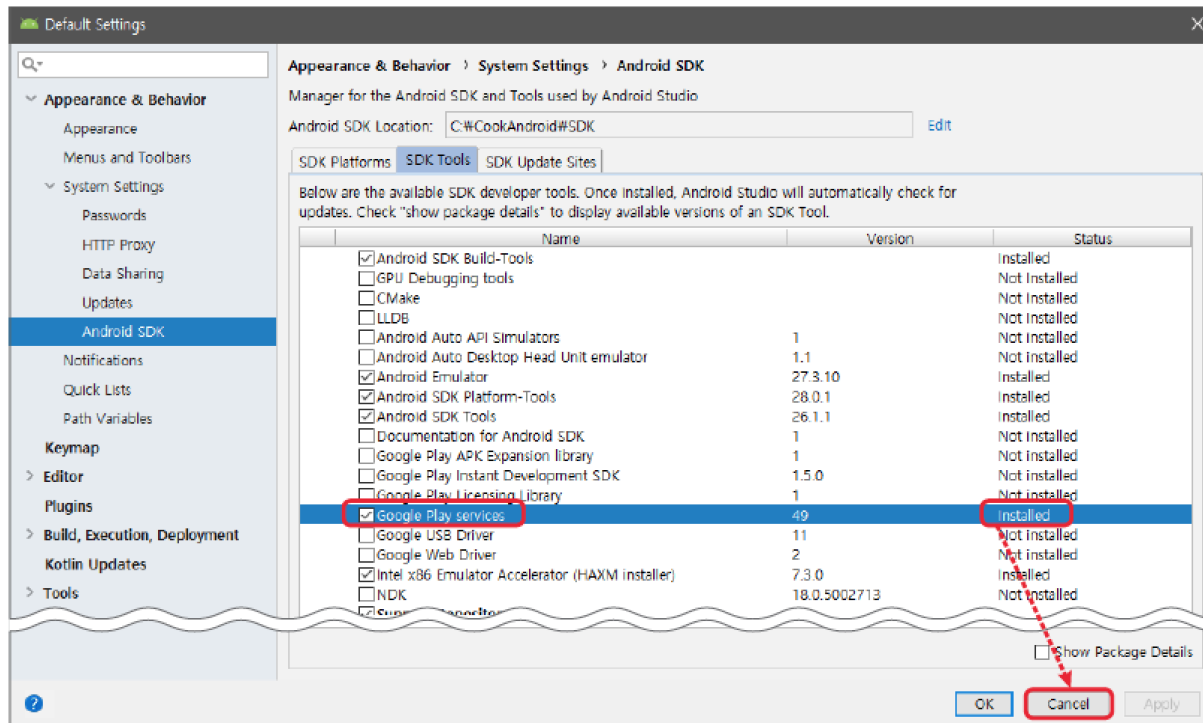 Default Settings
Appearance & Behavior
Appearance
Menus and Toolbars
System Settings
Passwords
HTTP Proxy
Data Sharing
Updates
Android SDK
Notifications
Quick Lists
Path Variables
Keymap
Editor
Plugins
Build, Execution, Deployment
Kotlin Updates
Tools
Appearance & Behavior > System Settings > Android SDK
Manager for the Android SDK and Tools used by Android Studio
Android SDK Location: C:₩CookAndroid₩SDK Edit
SDK Platforms SDK Tools SDK Update Sites
Below are the available SDK developer tools. Once installed, Android Studio will automatically check for
updates. Check "show package details" to display available versions of an SDK Tool.
Name Version Status
Android SDK Build-Tools Installed
GPU Debugging tools Not Installed
CMake Not Installed
LLDB Not Installed
Android Auto API Simulators 1 Not installed
Android Auto Desktop Head Unit emulator 1.1 Not installed
Android Emulator 27.3.10 Installed
Android SDK Platform-Tools 28.0.1 Installed
Android SDK Tools 26.1.1 Installed
Documentation for Android SDK 1 Not installed
Google Play APK Expansion library 1 Not installed
Google Play Instant Development SDK 1.5.0 Not installed
Google Play Licensing Library 1 Not installed
Google Play services 49 Installed
Google USB Driver 11 Not installed
Google Web Driver 2 Not installed
Intel x86 Emulator Accelerator (HAXM installer) 7.3.0 Installed
NDK 18.0.5002713 Not Installed
Show Package Details
? OK Cancel Apply